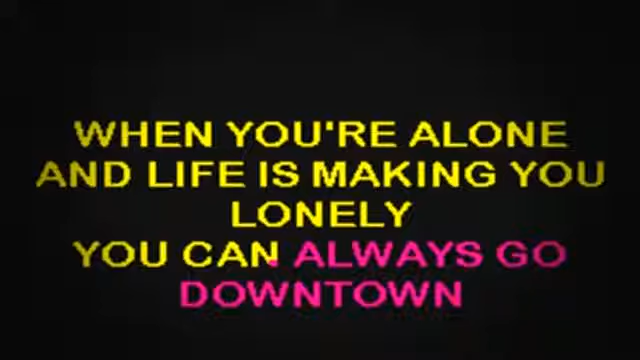 WHEN YOU'RE ALONE
AND LIFE IS MAKING YOU
LONELY
YOU CAN ALWAYS GO
DOWNTOWN